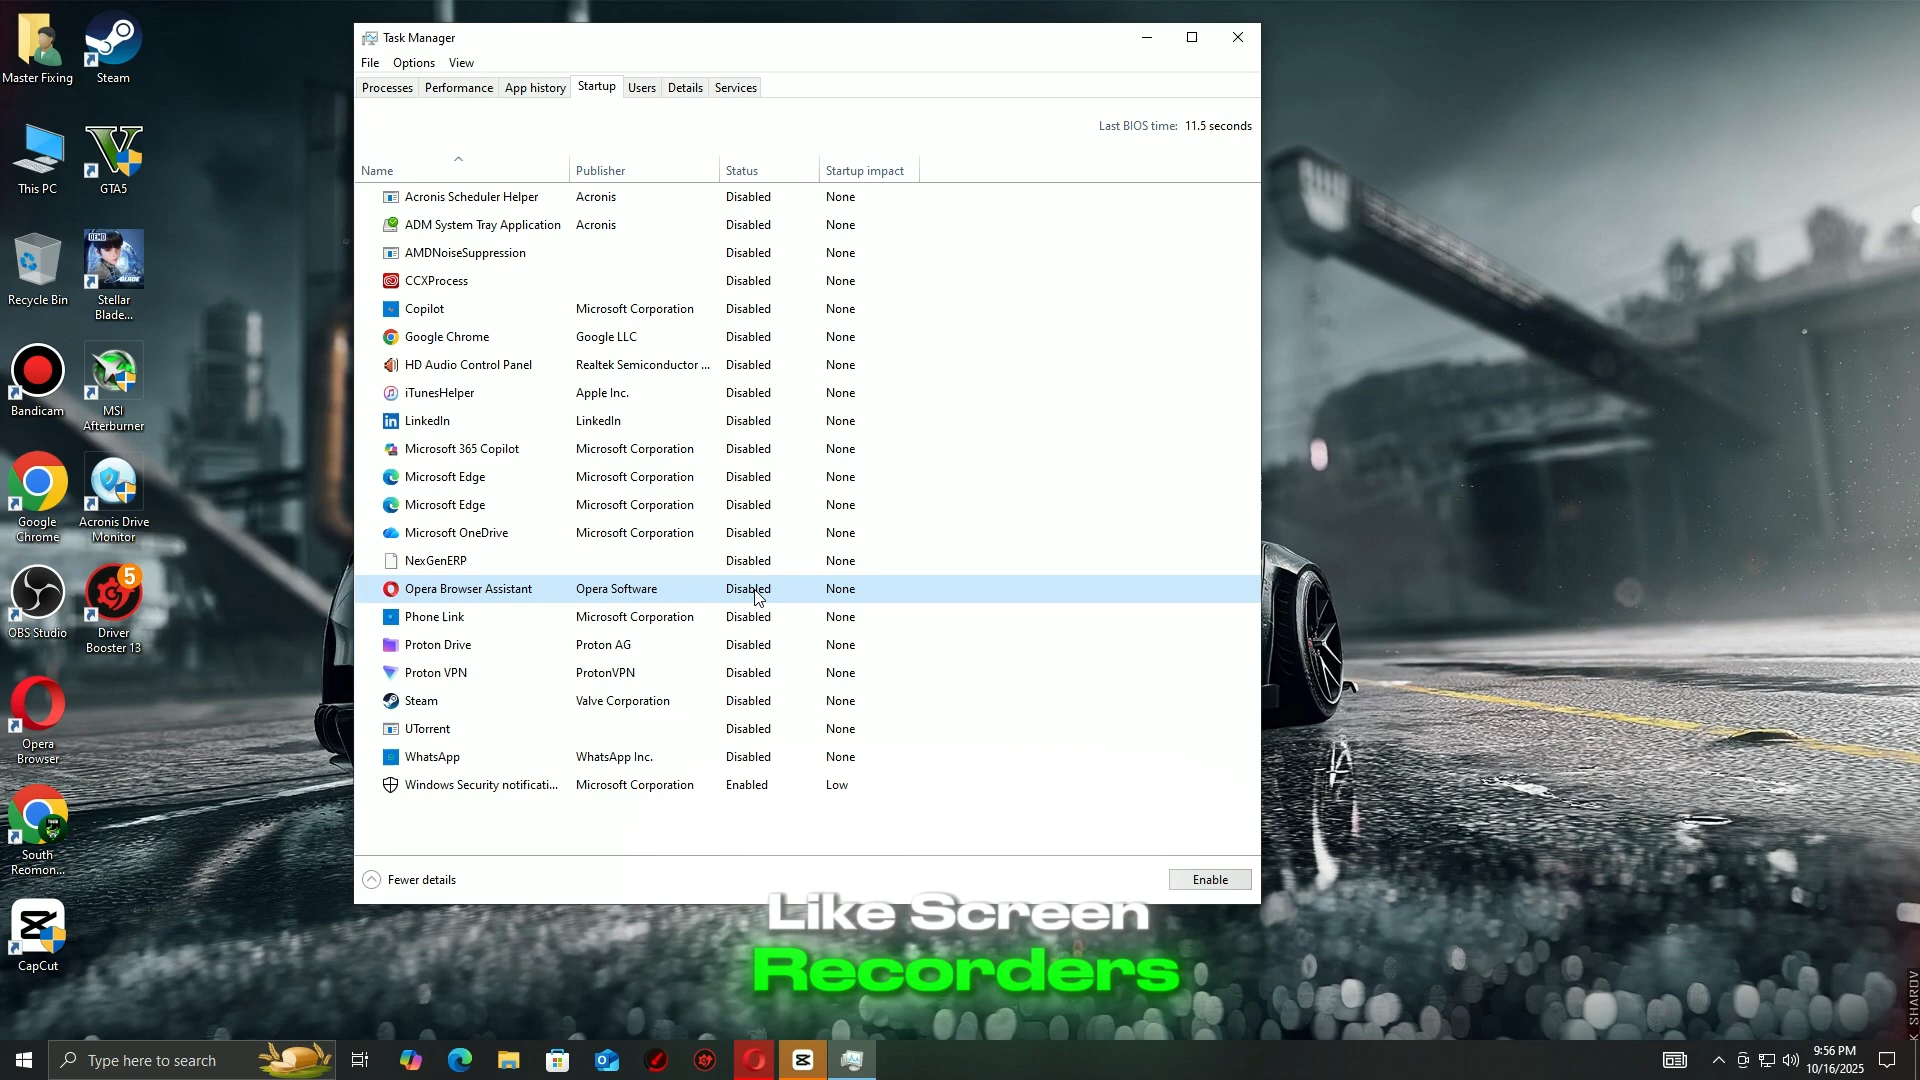 Master Fixing
Steam
This PC
GTA5
Recycle Bin
DEMO
BLADE
Stellar
Blade...
Bandicam
MSI
Afterburner
Google
Chrome
Acronis Drive
Monitor
OBS Studio
5
Driver
Booster 13
Opera
Browser
South
Reomon...
CapCut
Task Manager
File Options View
Processes Performance App history Startup Users Details Services
Last BIOS time: 11.5 seconds
Name Publisher Status Startup impact
Acronis Scheduler Helper Acronis Disabled None
ADM System Tray Application Acronis Disabled None
AMDNoiseSuppression Disabled None
CCXProcess Disabled None
Copilot Microsoft Corporation Disabled None
Google Chrome Google LLC Disabled None
HD Audio Control Panel Realtek Semiconductor ... Disabled None
iTunesHelper Apple Inc. Disabled None
LinkedIn LinkedIn Disabled None
Microsoft 365 Copilot Microsoft Corporation Disabled None
Microsoft Edge Microsoft Corporation Disabled None
Microsoft Edge Microsoft Corporation Disabled None
Microsoft OneDrive Microsoft Corporation Disabled None
NexGenERP Disabled None
Opera Browser Assistant Opera Software Disabled None
Phone Link Microsoft Corporation Disabled None
Proton Drive Proton AG Disabled None
Proton VPN ProtonVPN Disabled None
Steam Valve Corporation Disabled None
UTorrent Disabled None
WhatsApp WhatsApp Inc. Disabled None
Windows Security notificati... Microsoft Corporation Enabled Low
Fewer details
Enable
Like Screen
Recorders
K SHAROV
Type here to search
9:56 PM
10/16/2025